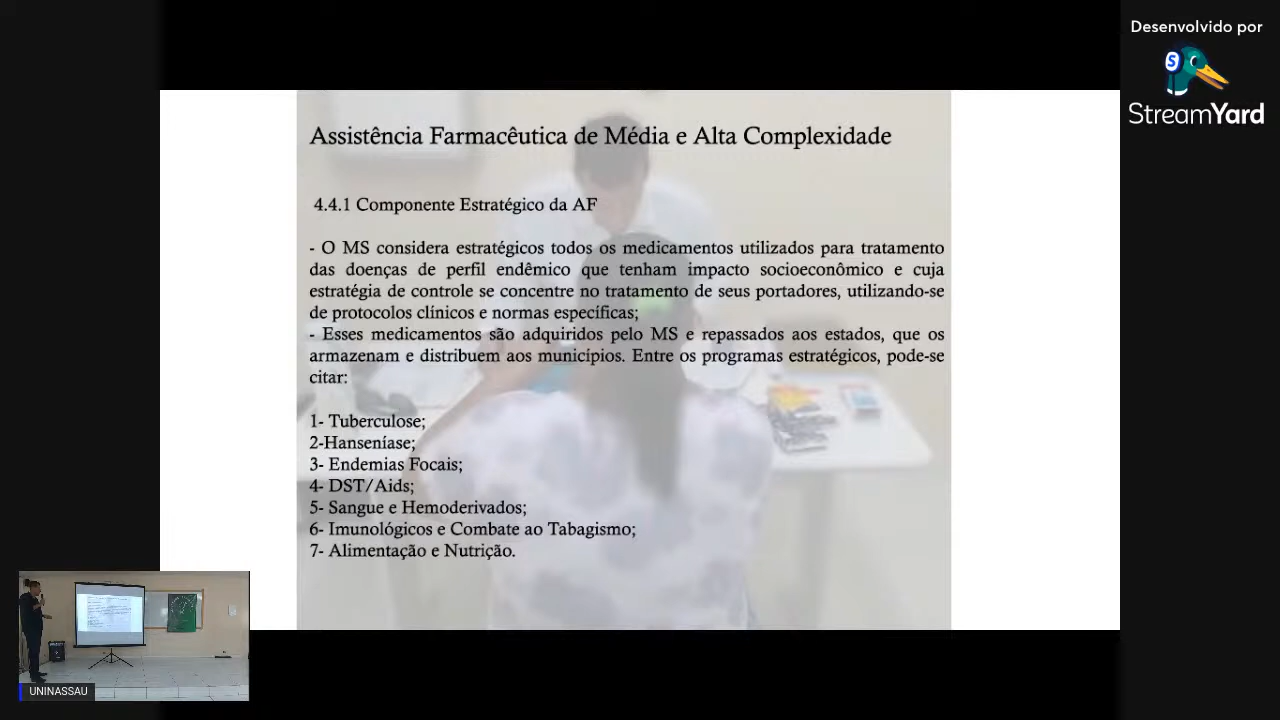 Desenvolvido por
StreamYard
Assistência Farmacêutica de Média e Alta Complexidade
4.4.1 Componente Estratégico da AF
- O MS considera estratégicos todos os medicamentos utilizados para tratamento
das doenças de perfil endêmico que tenham impacto socioeconômico e cuja
estratégia de controle se concentre no tratamento de seus portadores, utilizando-se
de protocolos clínicos e normas específicas;
- Esses medicamentos são adquiridos pelo MS e repassados aos estados, que os
armazenam e distribuem aos municípios. Entre os programas estratégicos, pode-se
citar:
1- Tuberculose;
2-Hanseníase;
3- Endemias Focais;
4- DST/Aids;
5- Sangue e Hemoderivados;
6- Imunológicos e Combate ao Tabagismo;
7- Alimentação e Nutrição.
UNINASSAU